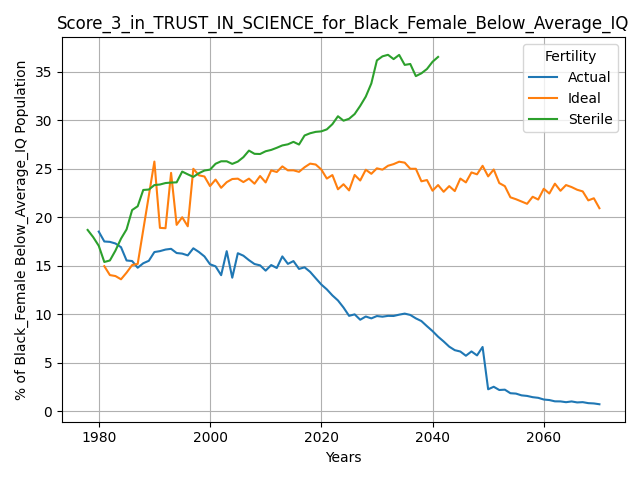 Score_3_in_TRUST_IN_SCIENCE_for_Black_Female_Below_Average_IQ
% of Black_Female Below_Average_IQ Population
35
30
25
20
15
10
5
0
1980 2000 2020 2040 2060
Years
Fertility
Actual
Ideal
Sterile